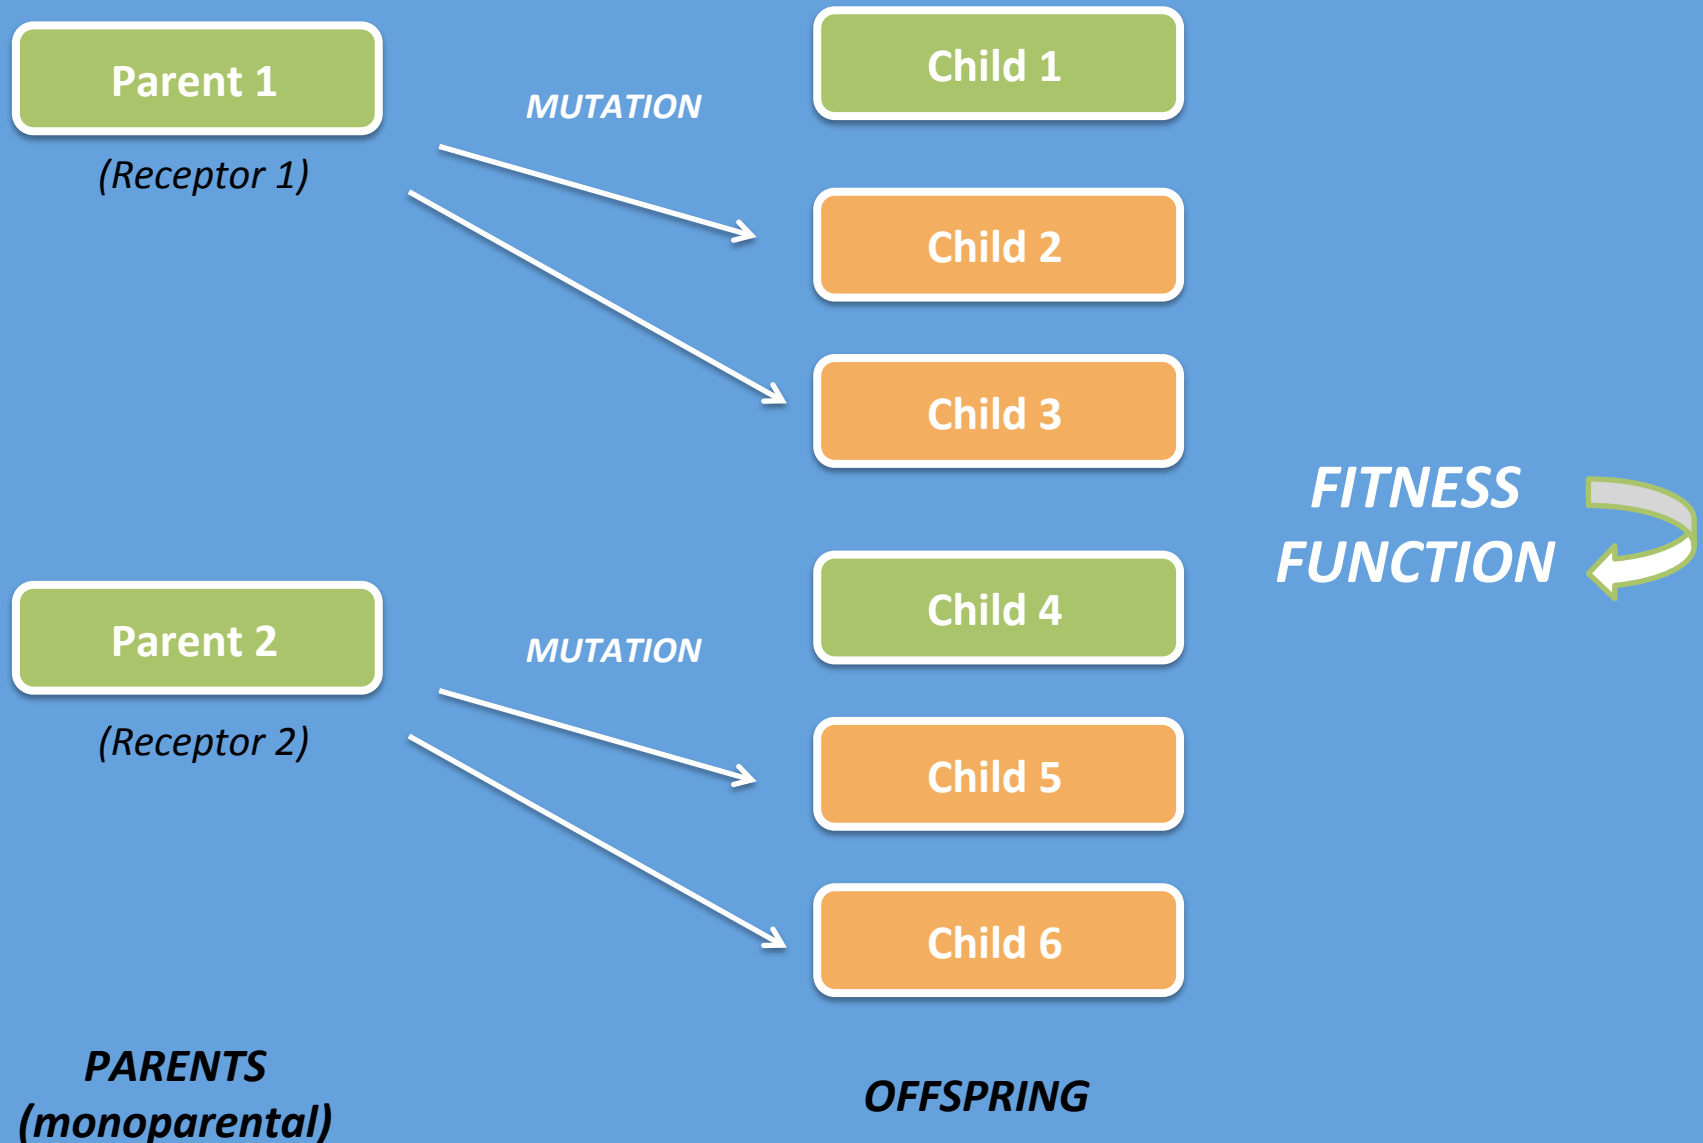 Parent 1
(Receptor 1)
MUTATION
Child 1
Child 2
Child 3
Parent 2
(Receptor 2)
MUTATION
Child 4
Child 5
Child 6
FITNESS
FUNCTION
PARENTS
(monoparental)
OFFSPRING